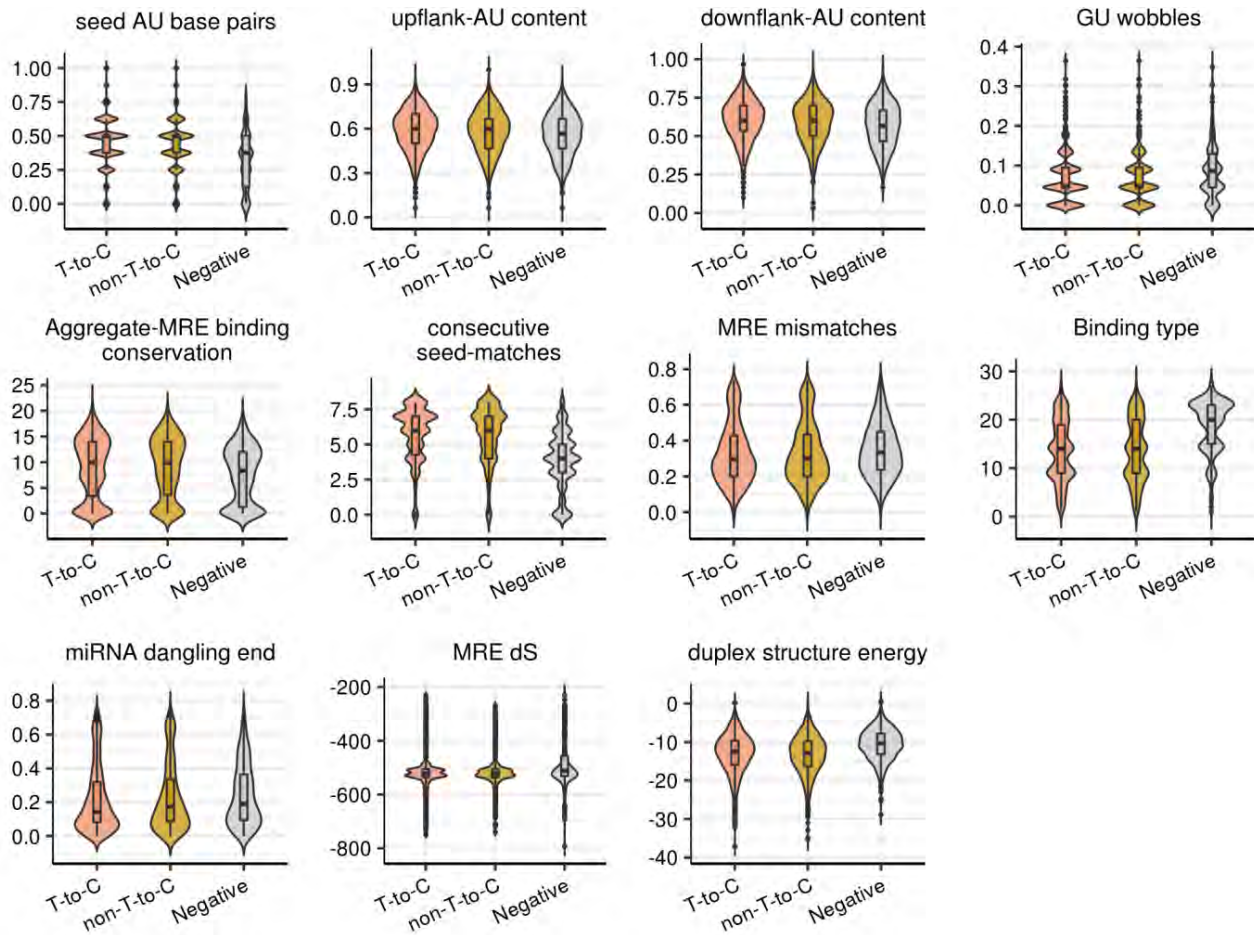 seed AU base pairs
1.00
0.75
0.50
0.25
0.00
T-to-C
non-T-to-C
Negative
upflank-AU content
0.9
0.6
0.3
0.0
T-to-C
non-T-to-C
Negative
downflank-AU content
1.00
0.75
0.50
0.25
0.00
T-to-C
non-T-to-C
Negative
GU wobbles
0.4
0.3
0.2
0.1
0.0
T-to-C
non-T-to-C
Negative
Aggregate-MRE binding
conservation
25
20
15
10
5
0
T-to-C
non-T-to-C
Negative
consecutive
seed-matches
7.5
5.0
2.5
0.0
T-to-C
non-T-to-C
Negative
MRE mismatches
0.8
0.6
0.4
0.2
0.0
T-to-C
non-T-to-C
Negative
Binding type
30
20
10
0
T-to-C
non-T-to-C
Negative
miRNA dangling end
0.8
0.6
0.4
0.2
0.0
T-to-C
non-T-to-C
Negative
MRE dS
-200
-400
-600
-800
T-to-C
non-T-to-C
Negative
duplex structure energy
0
-10
-20
-30
-40
T-to-C
non-T-to-C
Negative